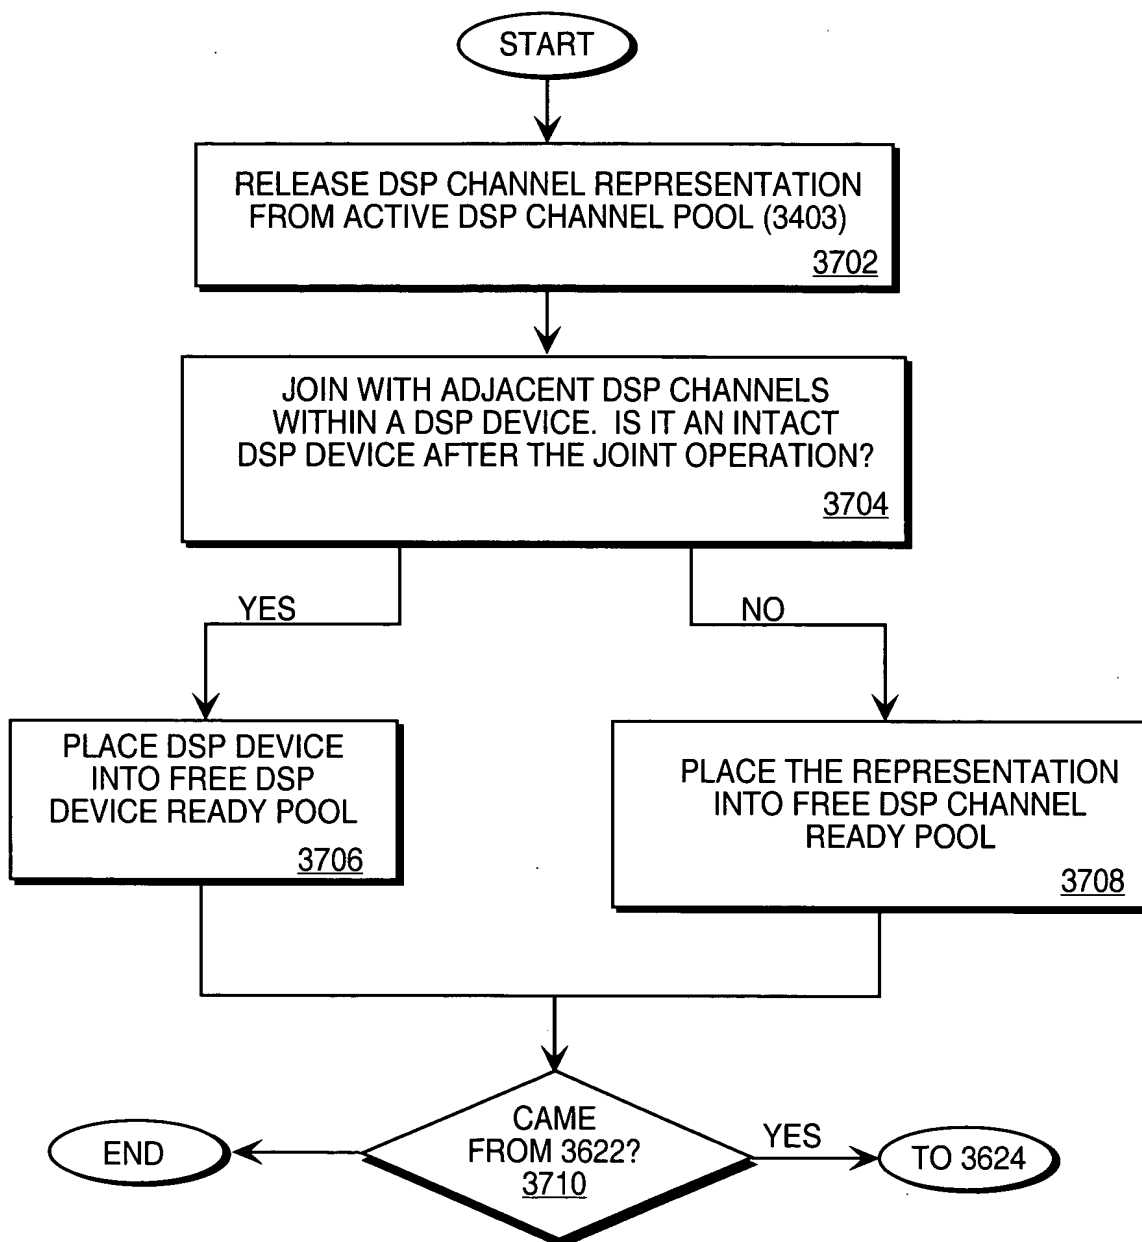 START
RELEASE DSP CHANNEL REPRESENTATION
FROM ACTIVE DSP CHANNEL POOL (3403)
3702
JOIN WITH ADJACENT DSP CHANNELS
WITHIN A DSP DEVICE. IS IT AN INTACT
DSP DEVICE AFTER THE JOINT OPERATION?
3704
YES
NO
PLACE DSP DEVICE
INTO FREE DSP
DEVICE READY POOL
3706
PLACE THE REPRESENTATION
INTO FREE DSP CHANNEL
READY POOL
3708
CAME
FROM 3622?
3710
YES
END
TO 3624